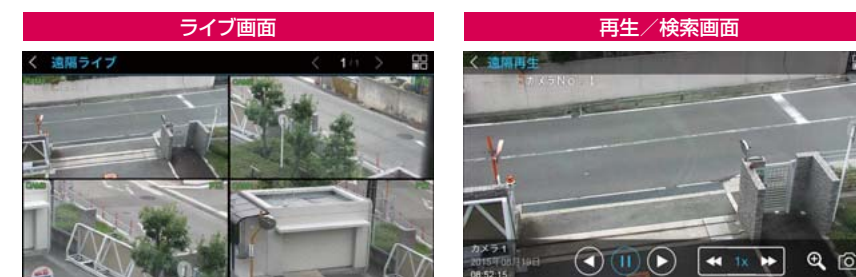 ライブ画面
遠隔ライブ
1/1
再生／検索画面
遠隔再生
カメラNo. 1
カメラ1
2015年08月19日
08:52:15
1x